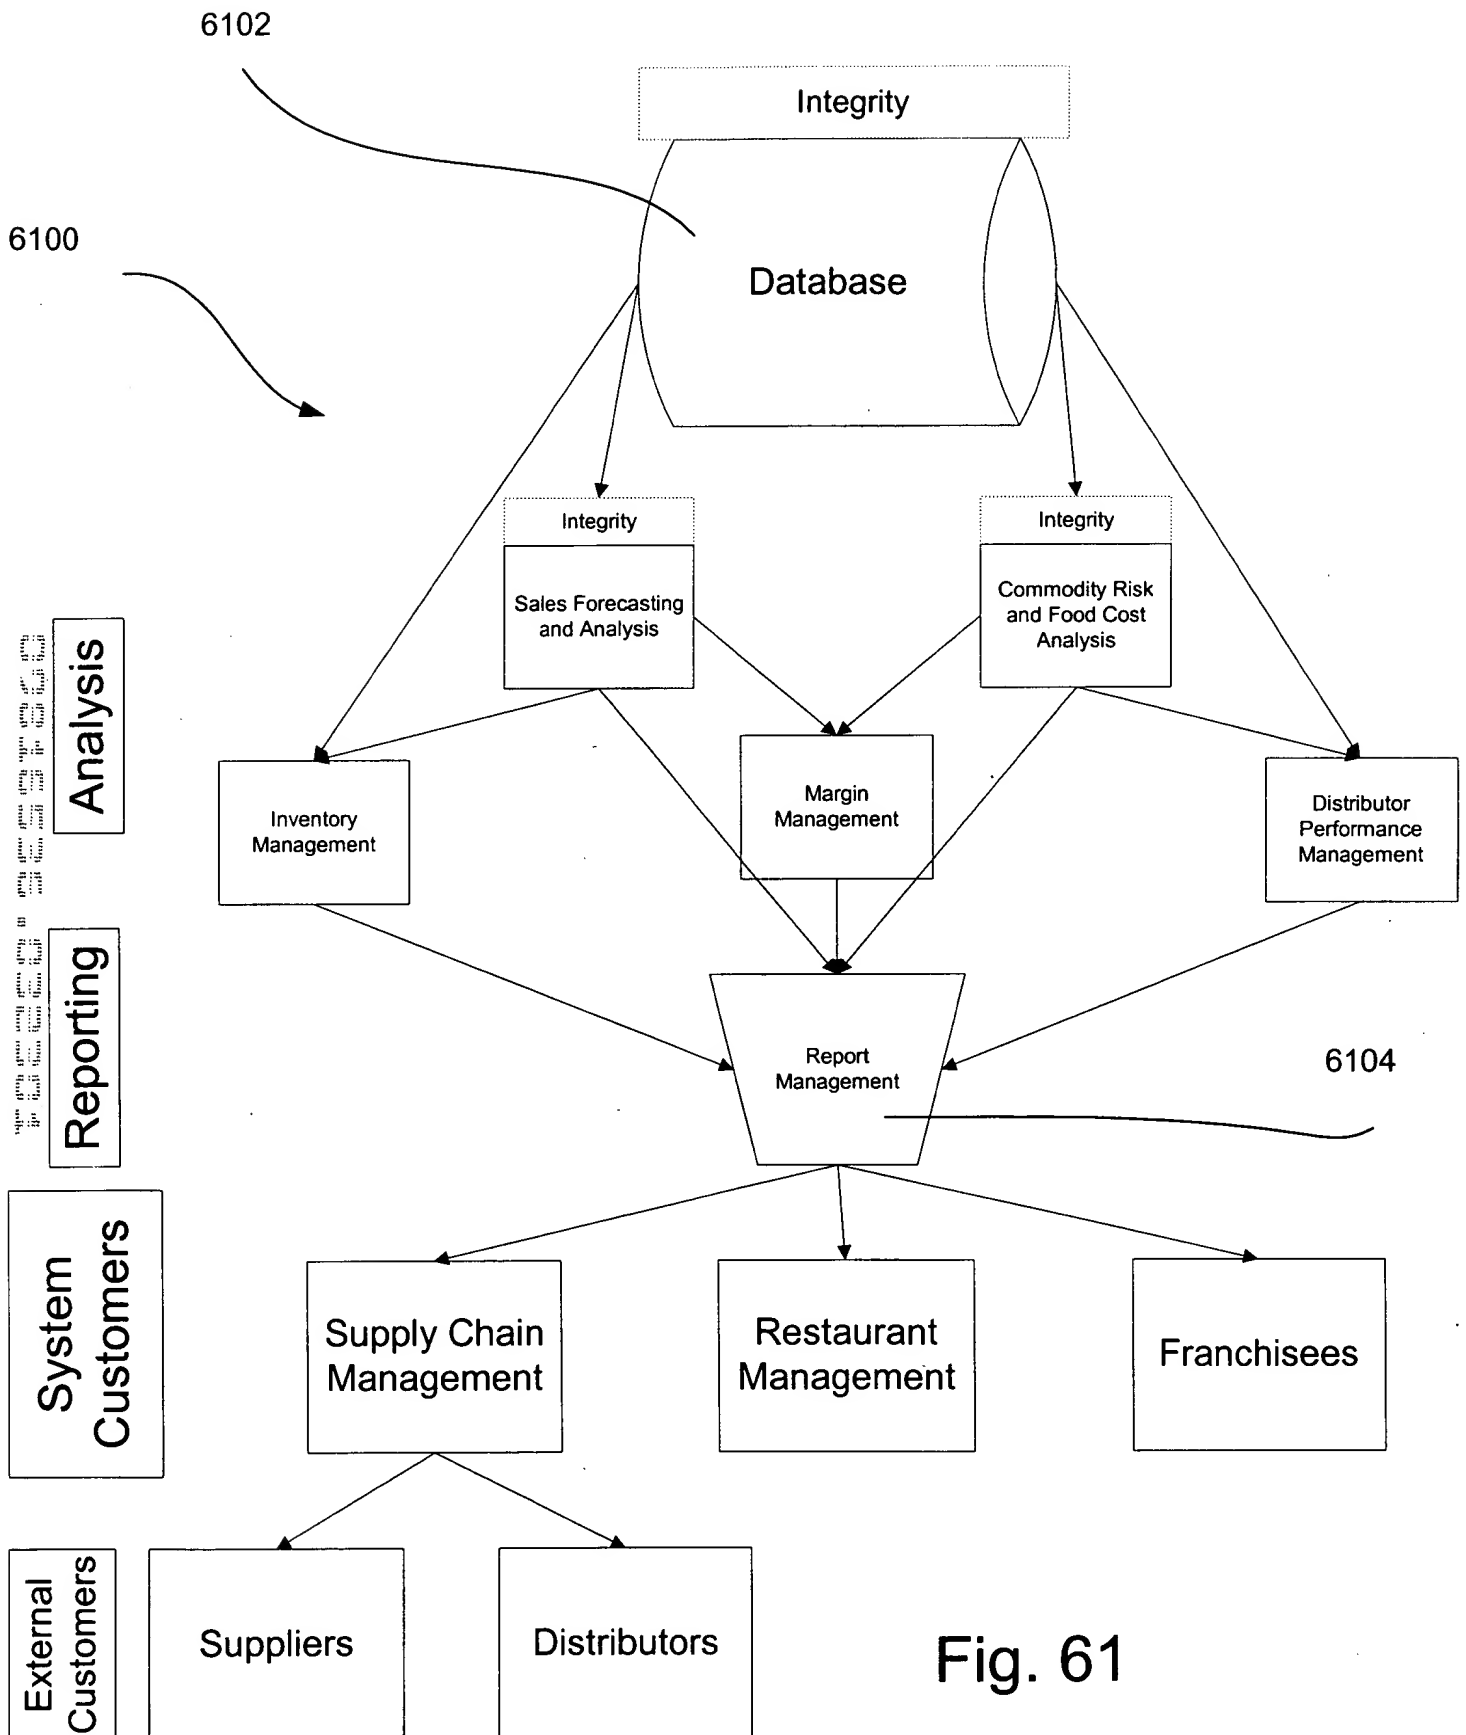 6102
Integrity
6100
Database
Integrity
Integrity
Sales Forecasting
and Analysis
Commodity Risk
and Food Cost
Analysis
Analysis
Inventory
Management
Margin
Management
Distributor
Performance
Management
Reporting
Report
Management
6104
System
Customers
Supply Chain
Management
Restaurant
Management
Franchisees
External
Customers
Suppliers
Distributors
Fig. 61